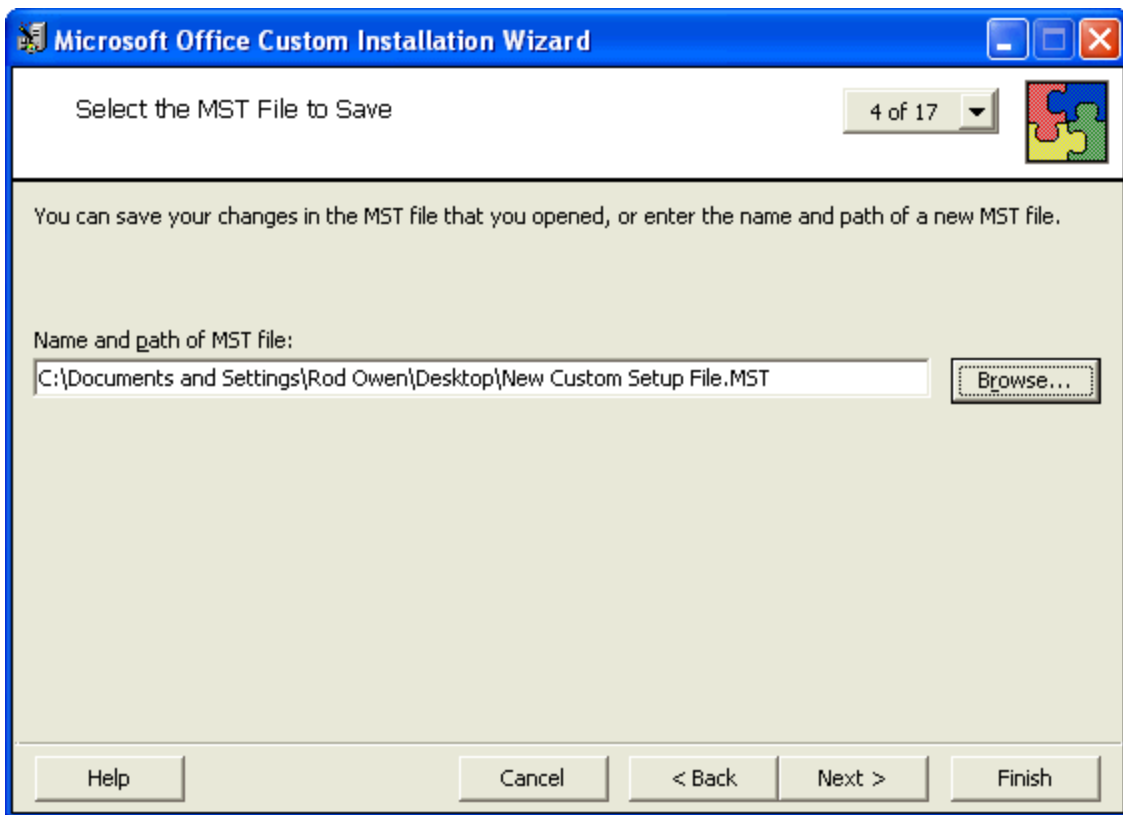 Microsoft Office Custom Installation Wizard
Select the MST File to Save
4 of 17
You can save your changes in the MST file that you opened, or enter the name and path of a new MST file.
Name and path of MST file:
C:\Documents and Settings\Rod Owen\Desktop\New Custom Setup File.MST
Browse...
Help
Cancel
< Back
Next >
Finish